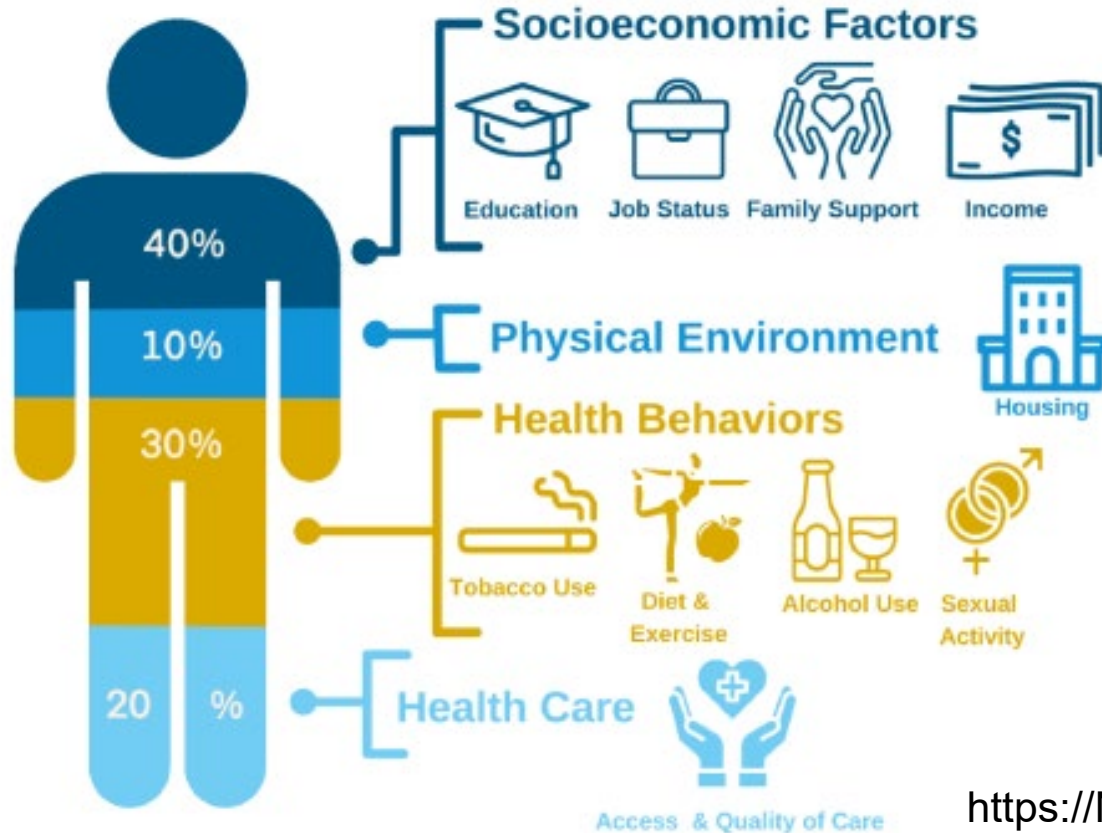 Socioeconomic Factors
$
Education Job Status Family Support Income
40%
10%
Physical Environment
Housing
30%
Health Behaviors
Tobacco Use
Diet &
Exercise
Alcohol Use
Sexual
Activity
20 %
Health Care
Access & Quality of Care